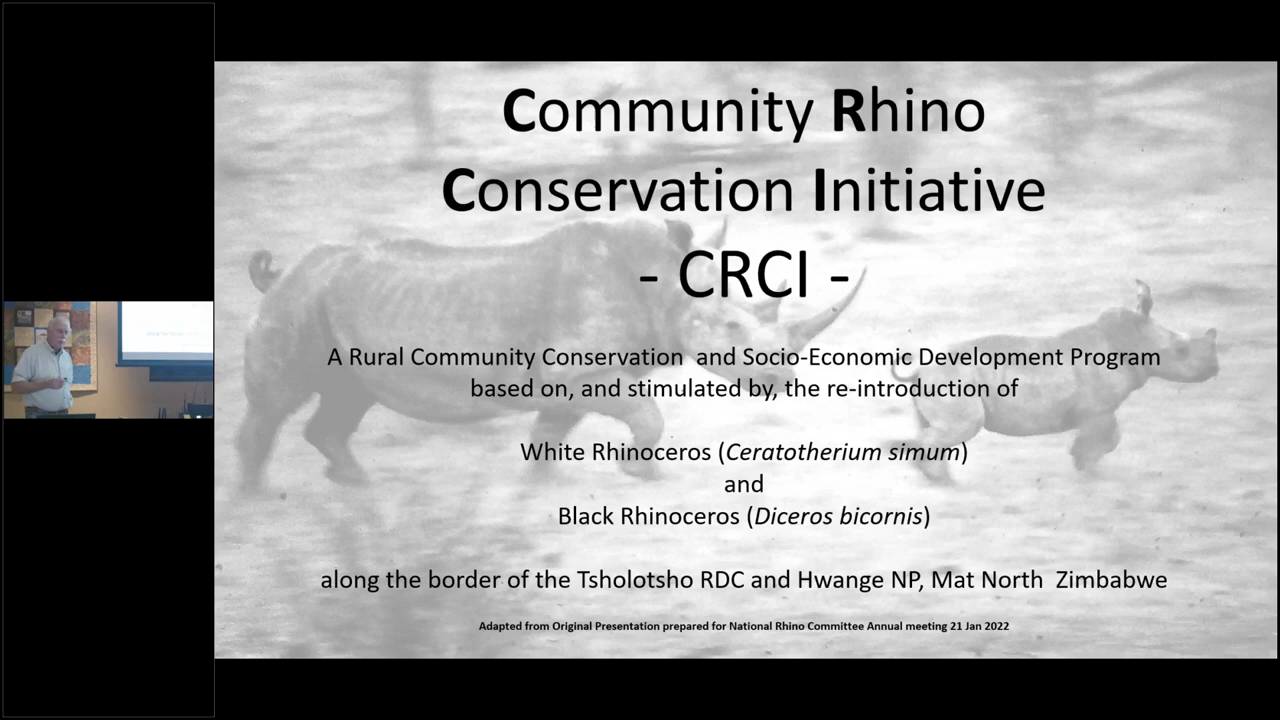 Community Rhino
Conservation Initiative
- CRCI -
A Rural Community Conservation and Socio-Economic Development Program
based on, and stimulated by, the re-introduction of
White Rhinoceros (Ceratotherium simum)
and
Black Rhinoceros (Diceros bicornis)
along the border of the Tsholotsho RDC and Hwange NP, Mat North Zimbabwe
Adapted from Original Presentation prepared for National Rhino Committee Annual meeting 21 Jan 2022